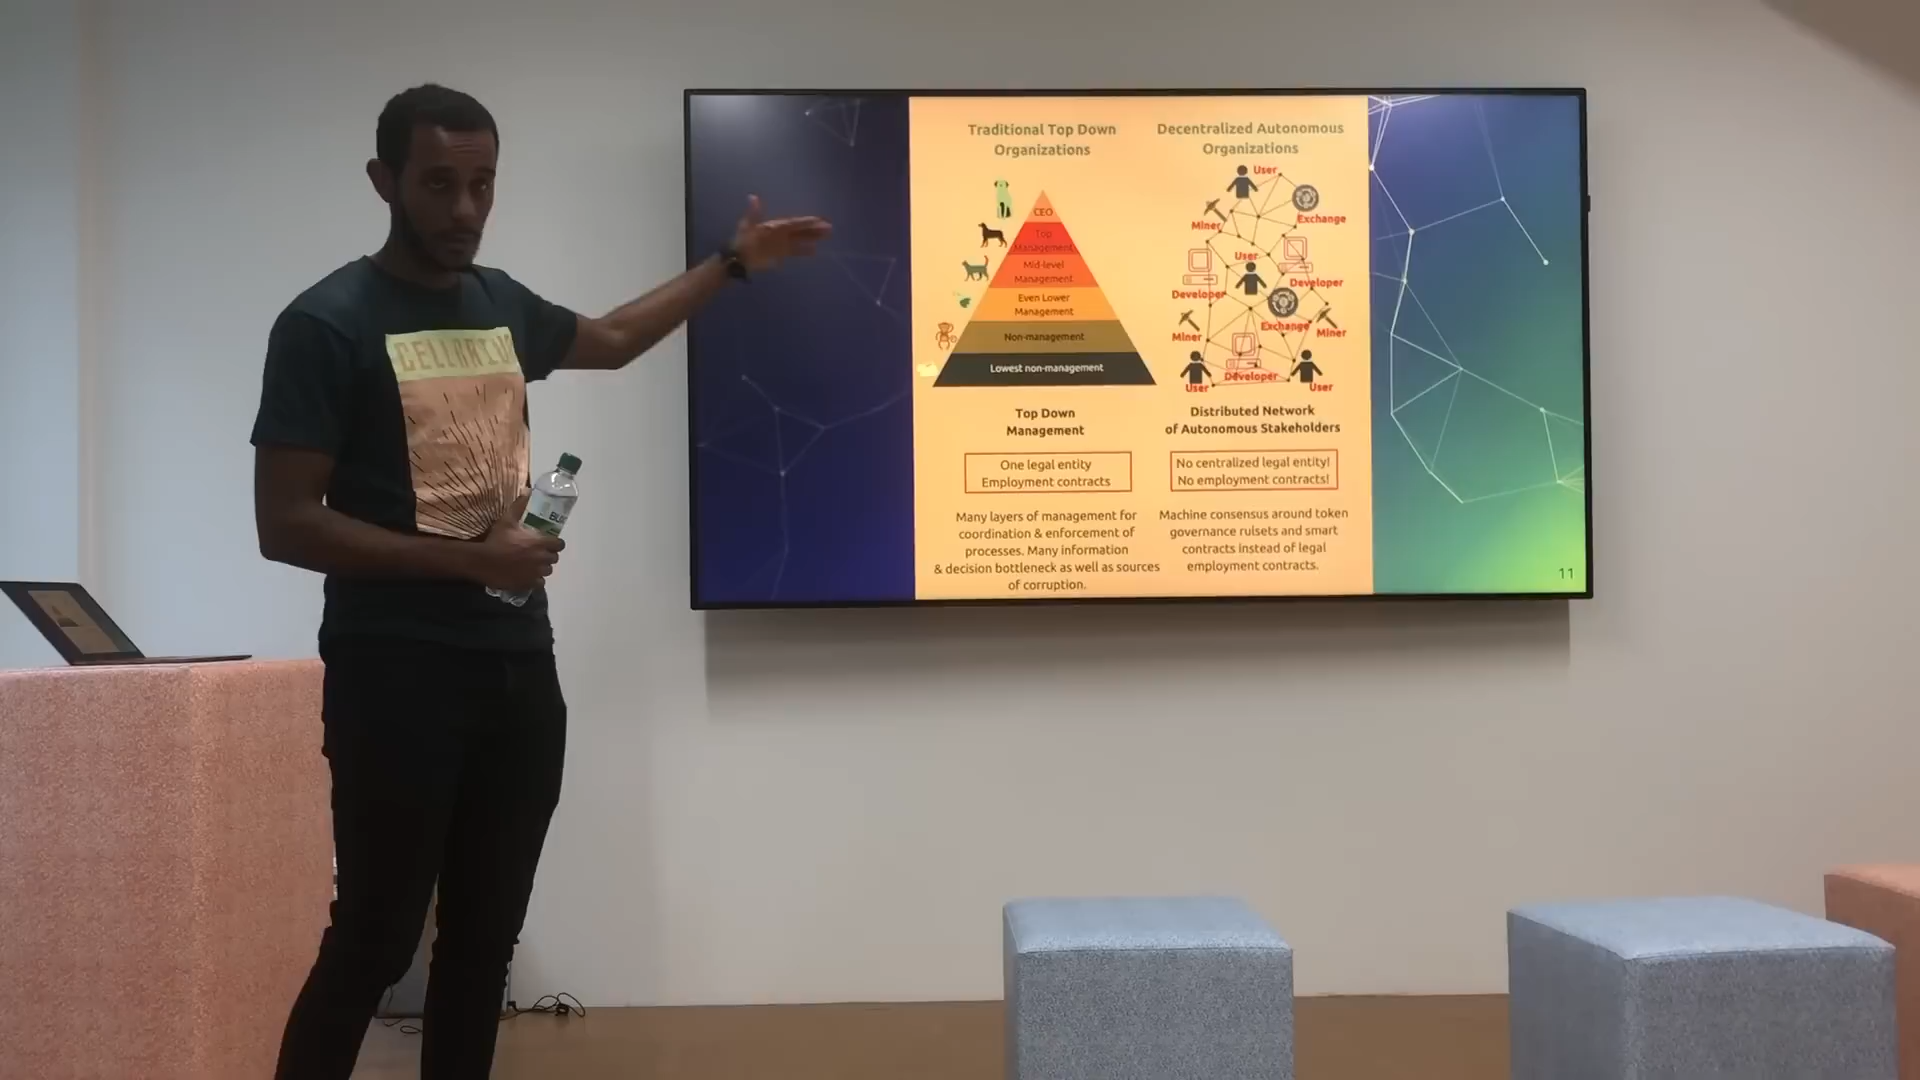 CELLARIUS
BLU
Traditional Top Down
Organizations
CEO
Top
Management
Mid-level
Management
Even Lower
Management
Non-management
Lowest non-management
Top Down
Management
One legal entity
Employment contracts
Many layers of management for
coordination & enforcement of
processes. Many information
& decision bottleneck as well as sources
of corruption.
Decentralized Autonomous
Organizations
User
Exchange
Miner
User
Developer
Developer
Exchange
Miner
Miner
User
Developer
User
Distributed Network
of Autonomous Stakeholders
No centralized legal entity!
No employment contracts!
Machine consensus around token
governance rulsets and smart
contracts instead of legal
employment contracts.
11